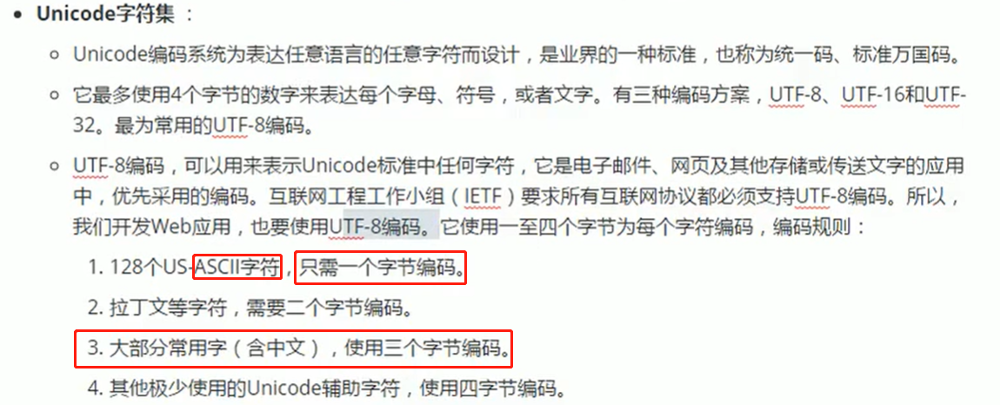 Unicode字符集 ：
Unicode编码系统为表达任意语言的任意字符而设计，是业界的一种标准，也称为统一码、标准万国码。
它最多使用4个字节的数字来表达每个字母、符号，或者文字。有三种编码方案，UTF-8、UTF-16和UTF-
32。最为常用的UTF-8编码。
UTF-8编码，可以用来表示Unicode标准中任何字符，它是电子邮件、网页及其他存储或传送文字的应用
中，优先采用的编码。互联网工程工作小组（IETF）要求所有互联网协议都必须支持UTF-8编码。所以，
我们开发Web应用，也要使用UTF-8编码。它使用一至四个字节为每个字符编码，编码规则：
1. 128个US-ASCII字符，只需一个字节编码。
2. 拉丁文等字符，需要二个字节编码。
3. 大部分常用字（含中文），使用三个字节编码。
4. 其他极少使用的Unicode辅助字符，使用四字节编码。